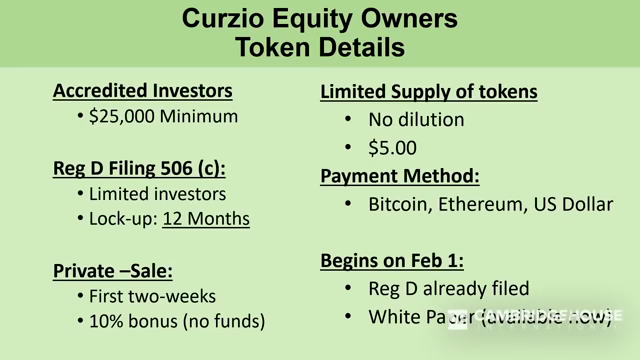 Curzio Equity Owners
Token Details
Accredited Investors
• $25,000 Minimum
Reg D Filing 506 (c):
• Limited investors
• Lock-up: 12 Months
Private –Sale:
• First two-weeks
• 10% bonus (no funds)
Limited Supply of tokens
• No dilution
• $5.00
Payment Method:
• Bitcoin, Ethereum, US Dollar
Begins on Feb 1:
• Reg D already filed
• White Paper (available now)
CAMBRIDGE HOUSE